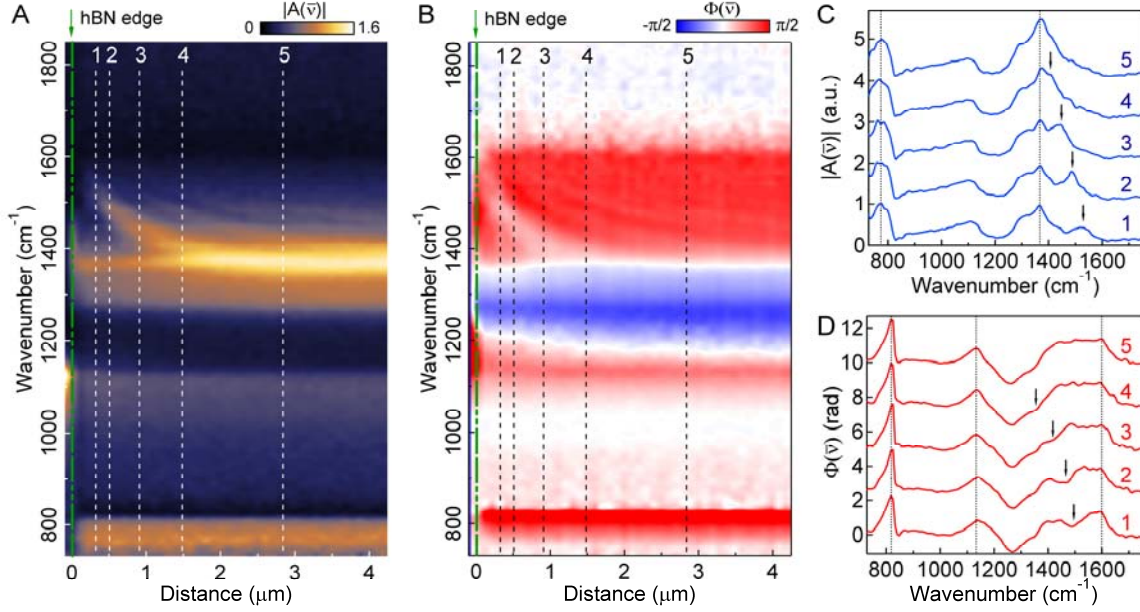 A
hBN edge
|A(ν̄)|
0
1.6
1 2 3 4 5
1800
1600
1400
1200
1000
800
Wavenumber (cm⁻¹)
0 1 2 3 4
Distance (μm)
B
hBN edge
Φ(ν̄)
-π/2
π/2
1 2 3 4 5
1800
1600
1400
1200
1000
800
Wavenumber (cm⁻¹)
0 1 2 3 4
Distance (μm)
C
5
4
3
2
1
0
|A(ν̄)| (a.u.)
5
4
3
2
1
800 1000 1200 1400 1600
Wavenumber (cm⁻¹)
D
12
10
8
6
4
2
0
Φ(ν̄) (rad)
5
4
3
2
1
800 1000 1200 1400 1600
Wavenumber (cm⁻¹)